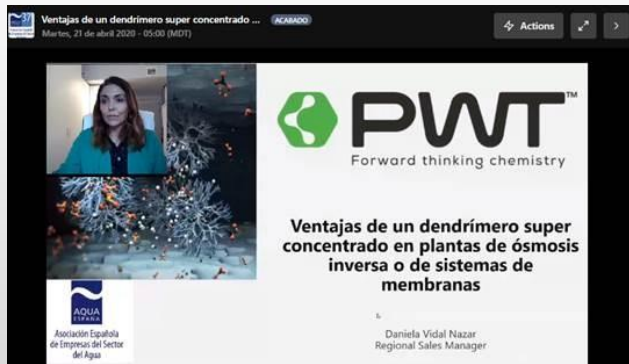 Ventajas de un dendrímero super concentrado ... ACABADO
Martes, 21 de abril 2020 - 05:00 (MDT)
Actions
PWT™
Forward thinking chemistry
Ventajas de un dendrímero super
concentrado en plantas de ósmosis
inversa o de sistemas de
membranas
Daniela Vidal Nazar
Regional Sales Manager
AQUA
ESPAÑA
Asociación Española
de Empresas del Sector
del Agua